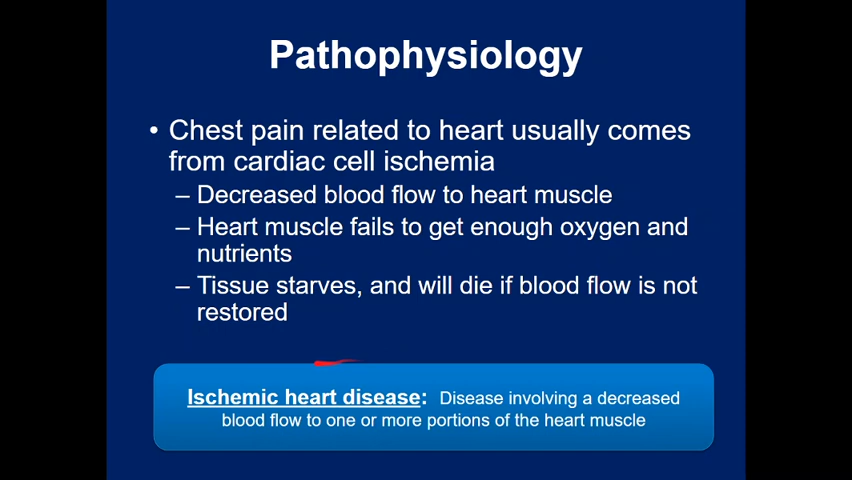 Pathophysiology
• Chest pain related to heart usually comes
from cardiac cell ischemia
– Decreased blood flow to heart muscle
– Heart muscle fails to get enough oxygen and
nutrients
– Tissue starves, and will die if blood flow is not
restored
Ischemic heart disease: Disease involving a decreased
blood flow to one or more portions of the heart muscle